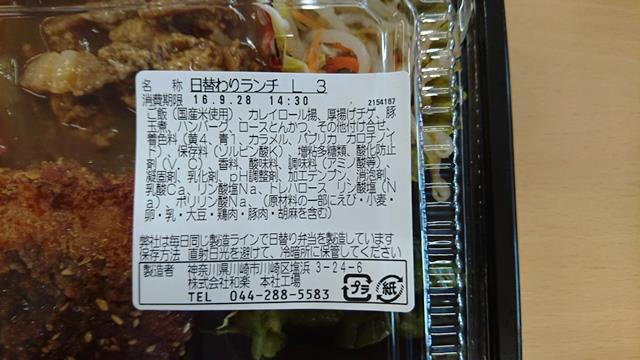 名 称 日替わりランチ L 3
消費期限 16.9.28 14:30 2154187
ご飯(国産米使用)、カレイロール揚、厚揚げチゲ、豚
玉煮、ハンバーグ、ロースとんかつ、その他付け合せ、
着色料(黄4、青1、カラメル、パプリカ カロチノイ
ド)、保存料(ソルビン酸K)、増粘多糖類、酸化防止
剤(V.C)、香料、酸味料、調味料(アミノ酸等)、
凝固剤、乳化剤、pH調整剤、加工デンプン、消泡剤、
乳酸Ca、リン酸塩Na、トレハロース リン酸塩(N
a)、ポリリン酸Na、(原材料の一部にえび・小麦・
卵・乳・大豆・鶏肉・豚肉・胡麻を含む)
弊社は毎日同じ製造ラインで日替り弁当を製造しています
保存方法 直射日光を避けて、冷暗所に保管してください
製造者 神奈川県川崎市川崎区塩浜 3-24-6
株式会社和楽 本社工場
TEL 044-288-5583
プラ 紙